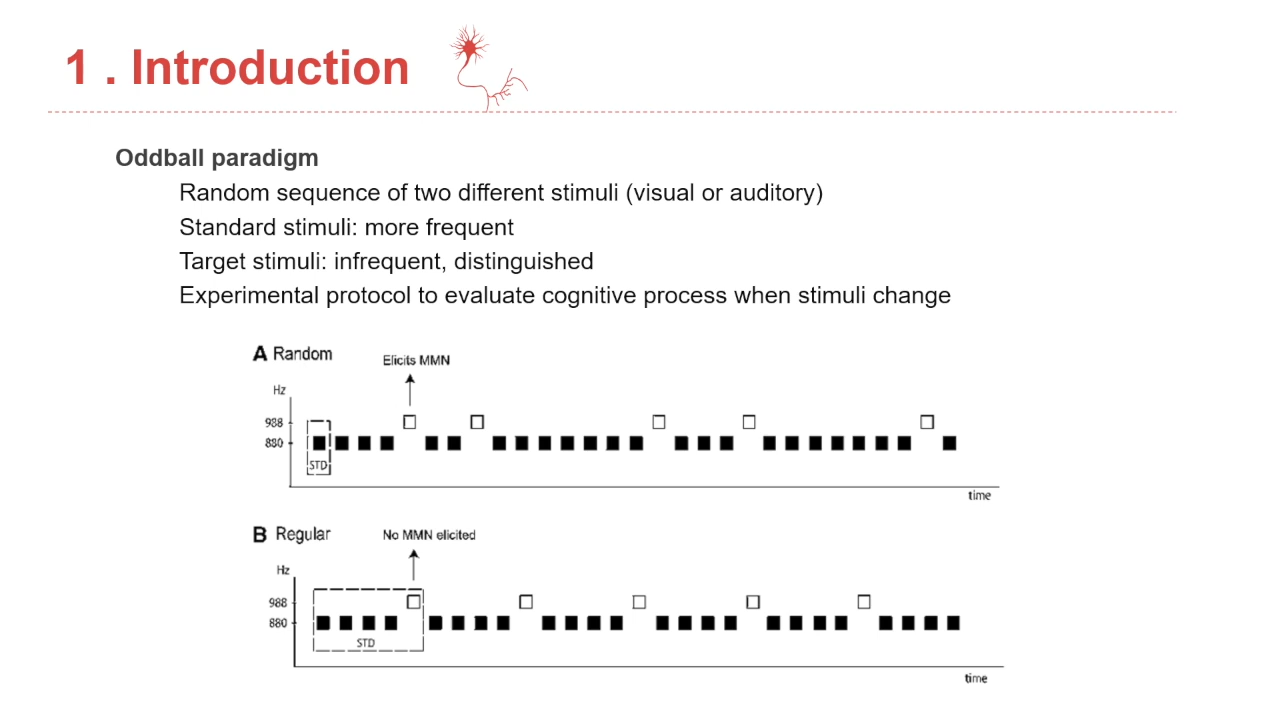 1 . Introduction
Oddball paradigm
Random sequence of two different stimuli (visual or auditory)
Standard stimuli: more frequent
Target stimuli: infrequent, distinguished
Experimental protocol to evaluate cognitive process when stimuli change
A Random
Elicits MMN
Hz
988
880
STD
time
B Regular
No MMN elicited
Hz
988
880
STD
time